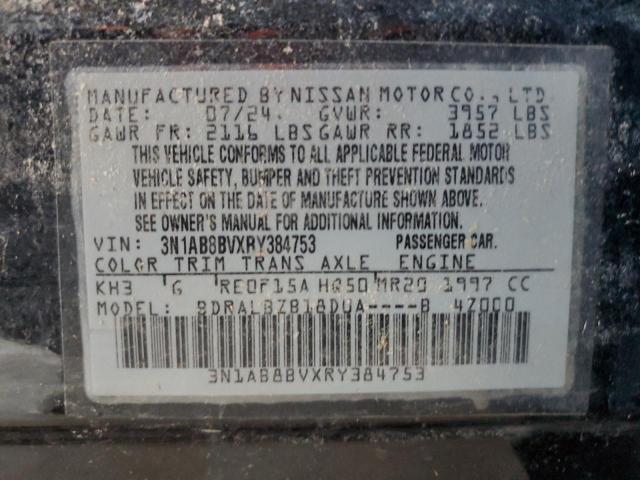 MANUFACTURED BY NISSAN MOTOR CO., LTD.
DATE: 07/24 GVWR: 3957 LBS
GAWR FR: 2116 LBS GAWR RR: 1852 LBS
THIS VEHICLE CONFORMS TO ALL APPLICABLE FEDERAL MOTOR
VEHICLE SAFETY, BUMPER AND THEFT PREVENTION STANDARDS
IN EFFECT ON THE DATE OF MANUFACTURE SHOWN ABOVE.
SEE OWNER'S MANUAL FOR ADDITIONAL INFORMATION.
VIN: 3N1AB8BVXRY384753 PASSENGER CAR.
COLOR TRIM TRANS AXLE ENGINE
KH3 G RE0F15A HQ50 MR20 1997 CC
MODEL: BDRALBZB18DUA----B 4Z000
3N1AB8BVXRY384753